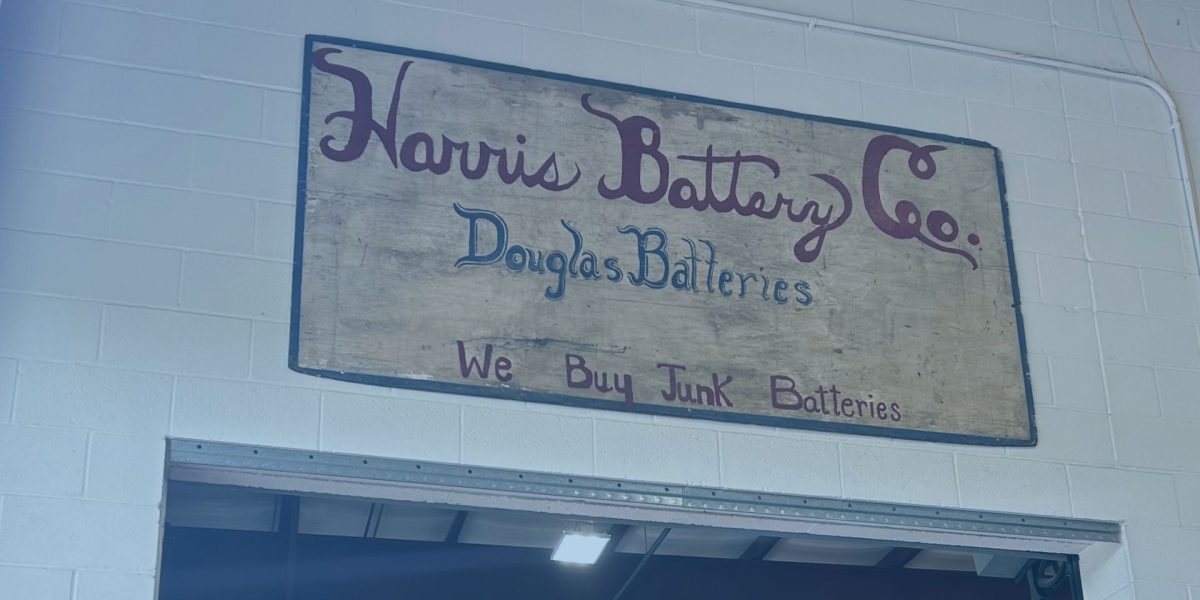 Harris Battery Co.
Douglas Batteries
We Buy Junk Batteries